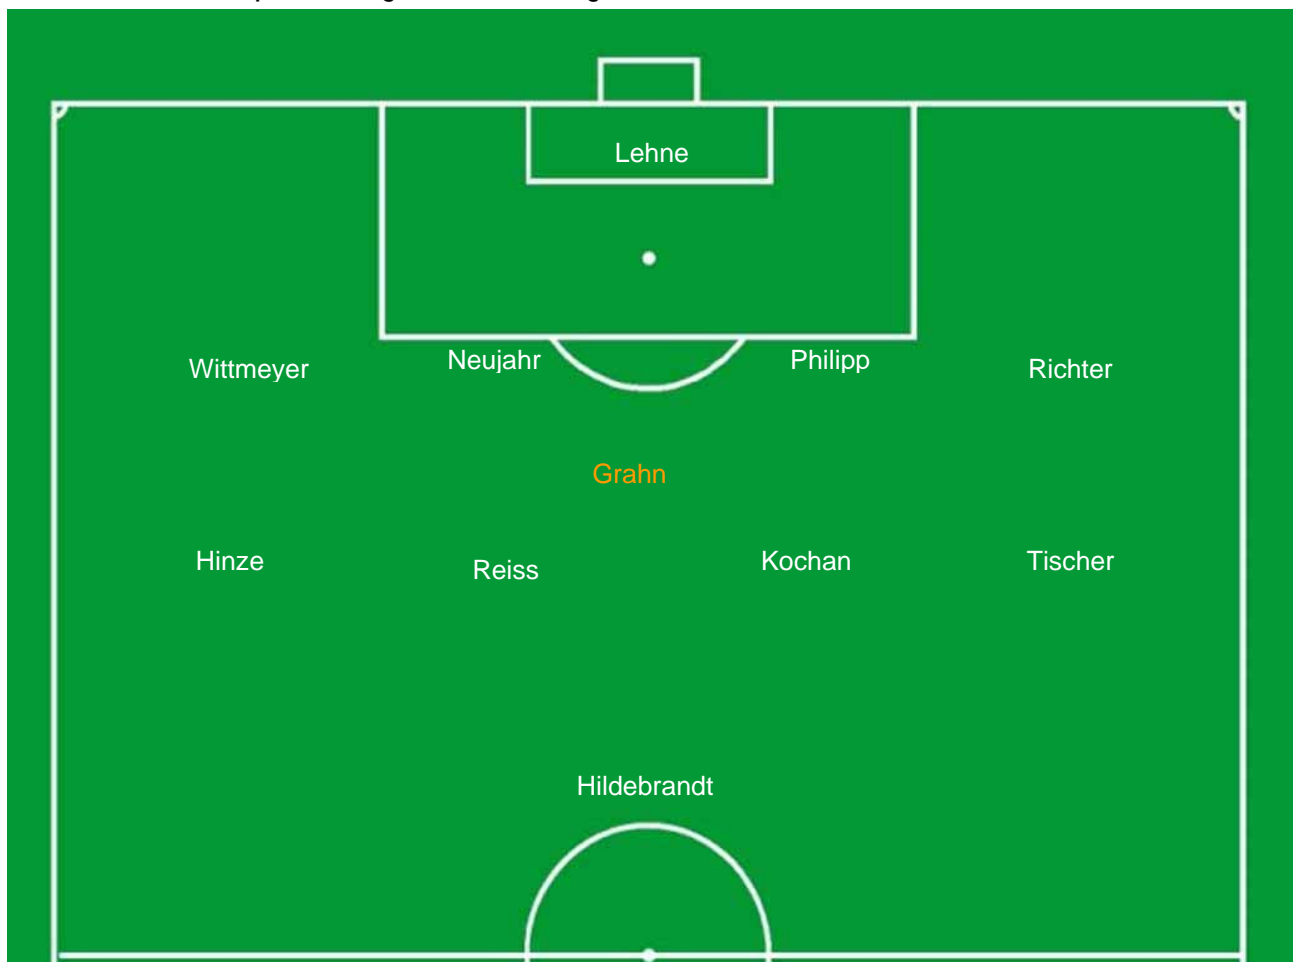 Lehne
Wittmeyer Neujahr Philipp Richter
Grahn
Hinze Reiss Kochan Tischer
Hildebrandt